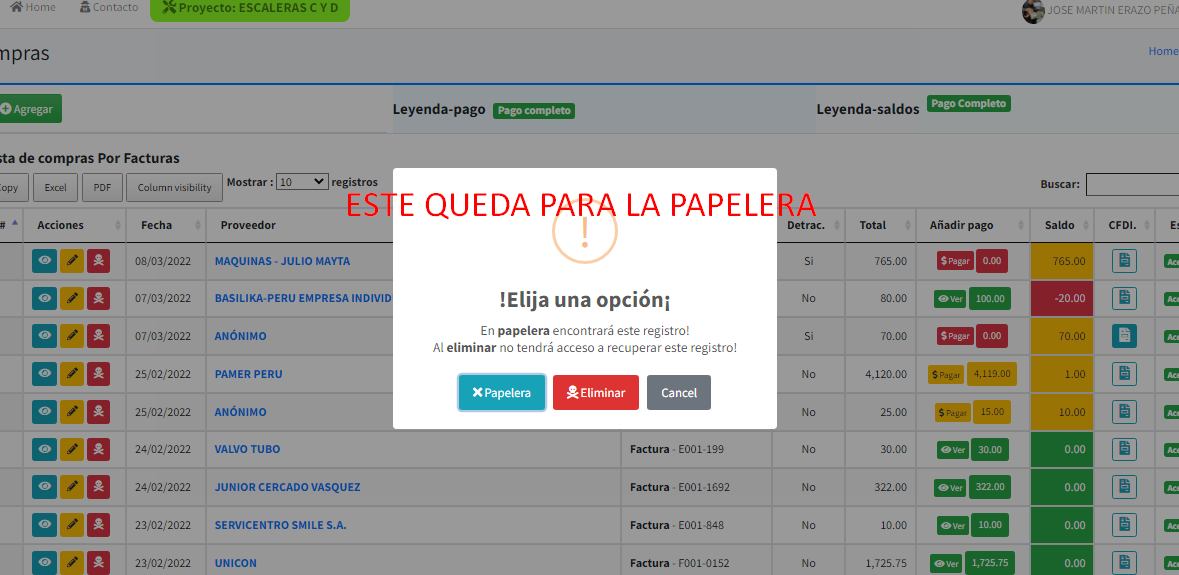 Home Contacto Proyecto: ESCALERAS C Y D JOSE MARTIN ERAZO PEÑA
mpras Home
Agregar Leyenda-pago Pago completo Leyenda-saldos Pago Completo
sta de compras Por Facturas
opy Excel PDF Column visibility Mostrar : 10 registros Buscar:
ESTE QUEDA PARA LA PAPELERA
# Acciones Fecha Proveedor Detrac. Total Añadir pago Saldo CFDI. Es
!
08/03/2022 MAQUINAS - JULIO MAYTA Si 765.00 $Pagar 0.00 765.00 Ace
07/03/2022 BASILIKA-PERU EMPRESA INDIVID No 80.00 Ver 100.00 -20.00 Ace
!Elija una opción¡
07/03/2022 ANÓNIMO Si 70.00 $Pagar 0.00 70.00 Ace
En papelera encontrará este registro!
Al eliminar no tendrá acceso a recuperar este registro!
25/02/2022 PAMER PERU No 4,120.00 $Pagar 4,119.00 1.00 Ace
Papelera Eliminar Cancel
25/02/2022 ANÓNIMO No 25.00 $Pagar 15.00 10.00 Ace
24/02/2022 VALVO TUBO Factura - E001-199 No 30.00 Ver 30.00 0.00 Ace
24/02/2022 JUNIOR CERCADO VASQUEZ Factura - E001-1692 No 322.00 Ver 322.00 0.00 Ace
23/02/2022 SERVICENTRO SMILE S.A. Factura - E001-848 No 10.00 Ver 10.00 0.00 Ace
23/02/2022 UNICON Factura - F001-0152 No 1,725.75 Ver 1,725.75 0.00 Ace